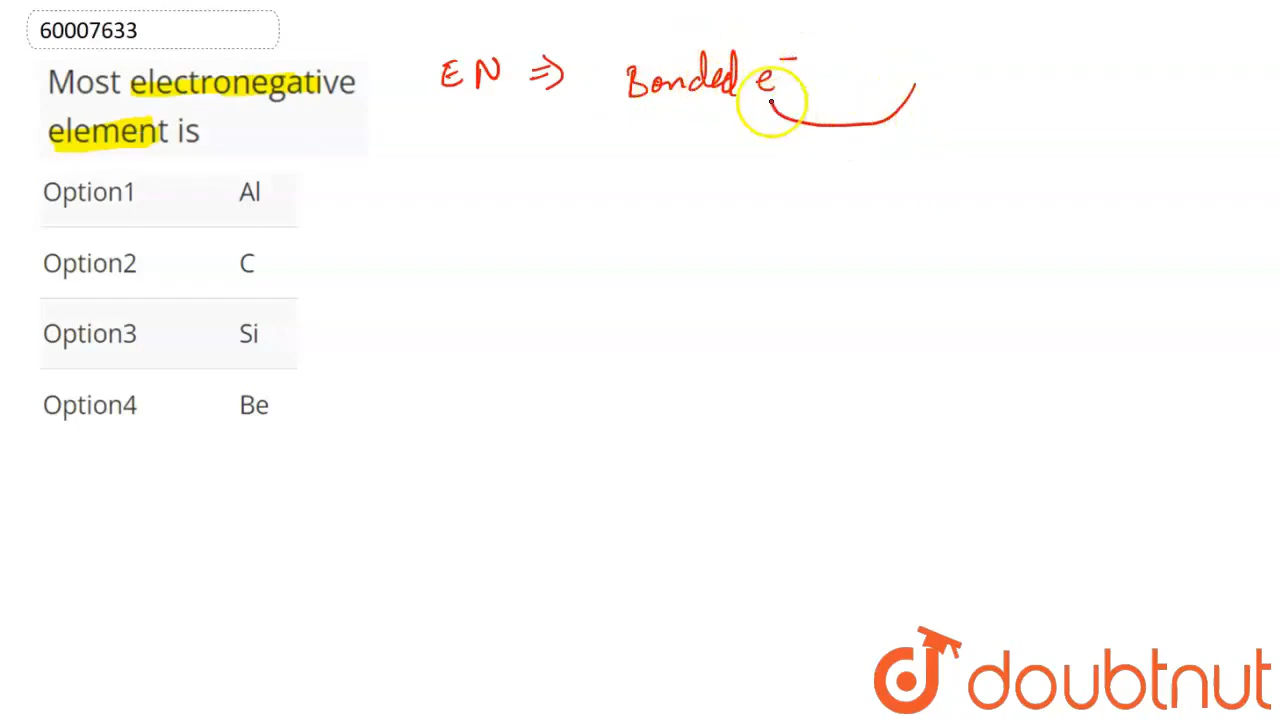 60007633
Most electronegative
element is
EN ⇒ Bonded e⁻
Option1 Al
Option2 C
Option3 Si
Option4 Be
doubtnut